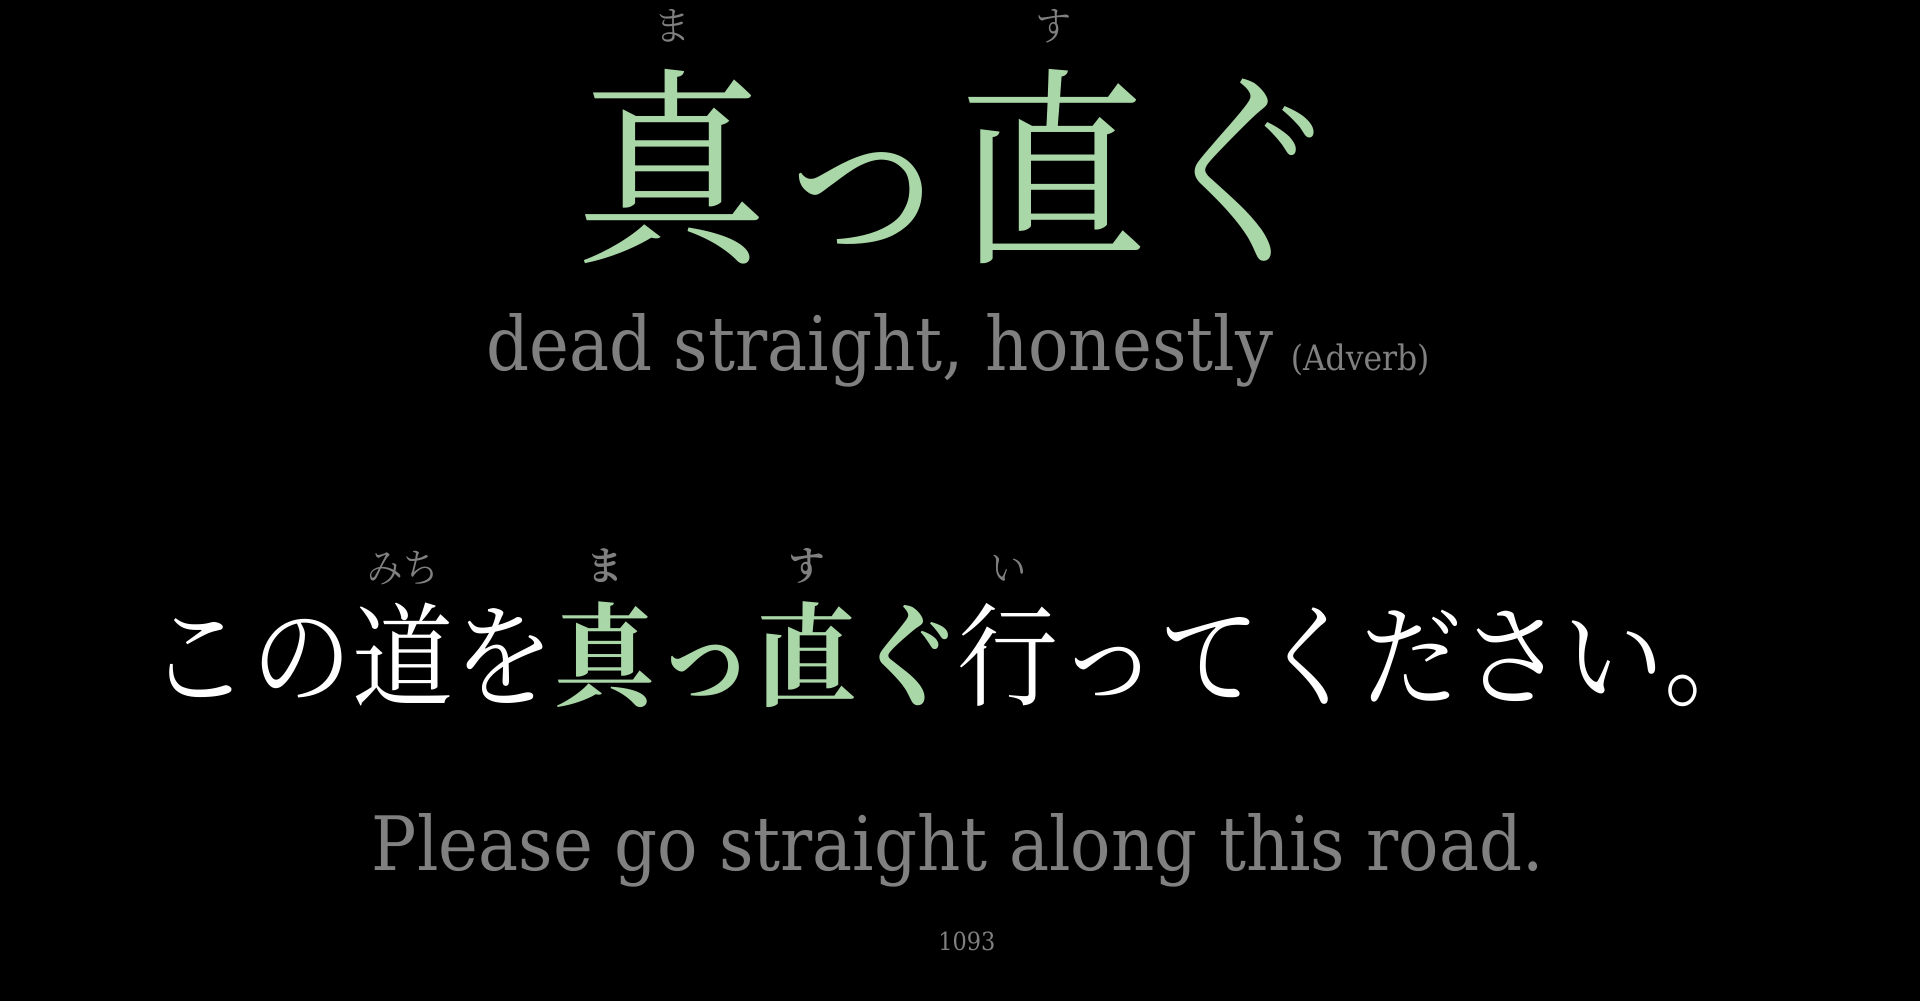 ま す
真っ直ぐ
dead straight, honestly (Adverb)
みち ま す い
この道を真っ直ぐ行ってください。
Please go straight along this road.
1093